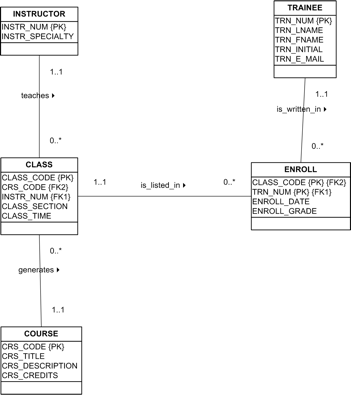 INSTRUCTOR
INSTR_NUM {PK}
INSTR_SPECIALTY
1..1
teaches
0..*
TRAINEE
TRN_NUM {PK}
TRN_LNAME
TRN_FNAME
TRN_INITIAL
TRN_E_MAIL
1..1
is_written_in
0..*
CLASS
CLASS_CODE {PK}
CRS_CODE {FK2}
INSTR_NUM {FK1}
CLASS_SECTION
CLASS_TIME
1..1
is_listed_in
0..*
ENROLL
CLASS_CODE {PK} {FK2}
TRN_NUM {PK} {FK1}
ENROLL_DATE
ENROLL_GRADE
0..*
generates
1..1
COURSE
CRS_CODE {PK}
CRS_TITLE
CRS_DESCRIPTION
CRS_CREDITS